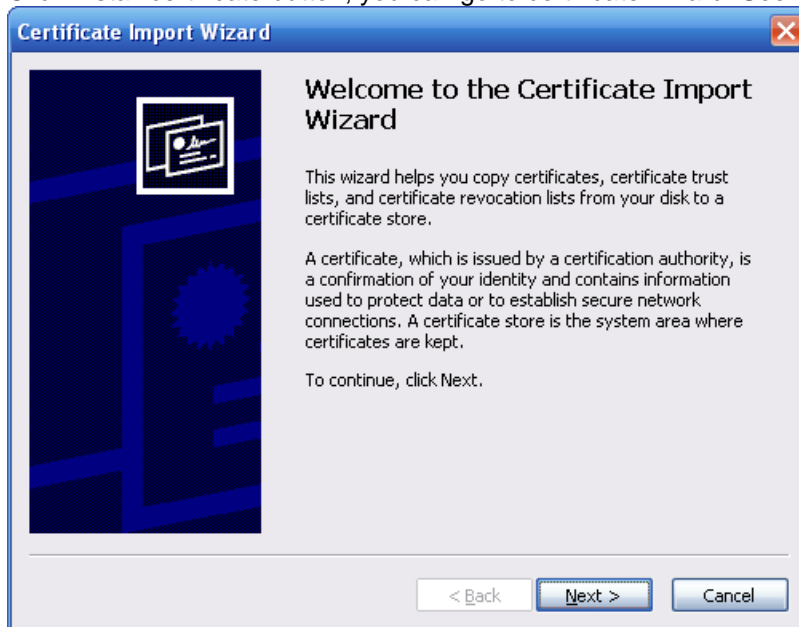 Certificate Import Wizard
Welcome to the Certificate Import
Wizard
This wizard helps you copy certificates, certificate trust
lists, and certificate revocation lists from your disk to a
certificate store.
A certificate, which is issued by a certification authority, is
a confirmation of your identity and contains information
used to protect data or to establish secure network
connections. A certificate store is the system area where
certificates are kept.
To continue, click Next.
< Back
Next >
Cancel